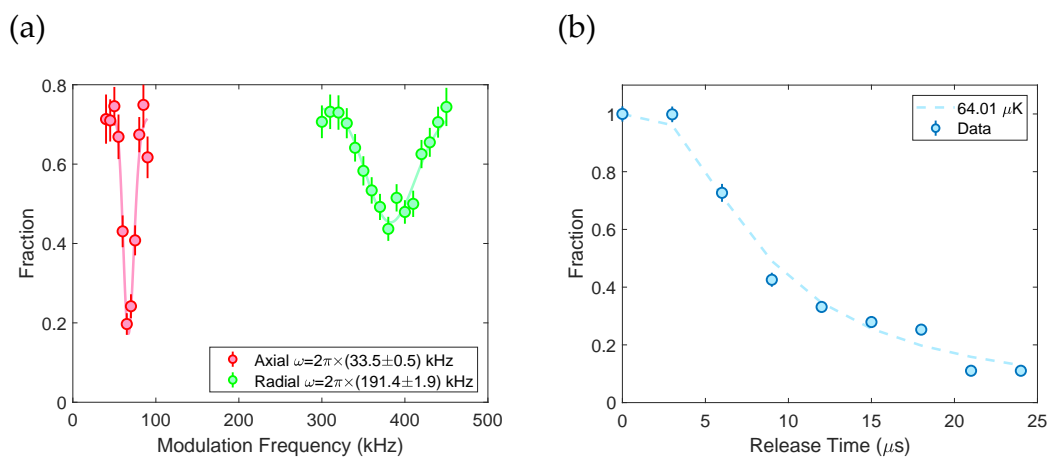 (a)
(b)
0.8
0.6
0.4
0.2
0
Fraction
0
100
200
300
400
500
Modulation Frequency (kHz)
Axial ω=2π×(33.5±0.5) kHz
Radial ω=2π×(191.4±1.9) kHz
1
0.8
0.6
0.4
0.2
0
Fraction
0
5
10
15
20
25
Release Time (μs)
64.01 μK
Data